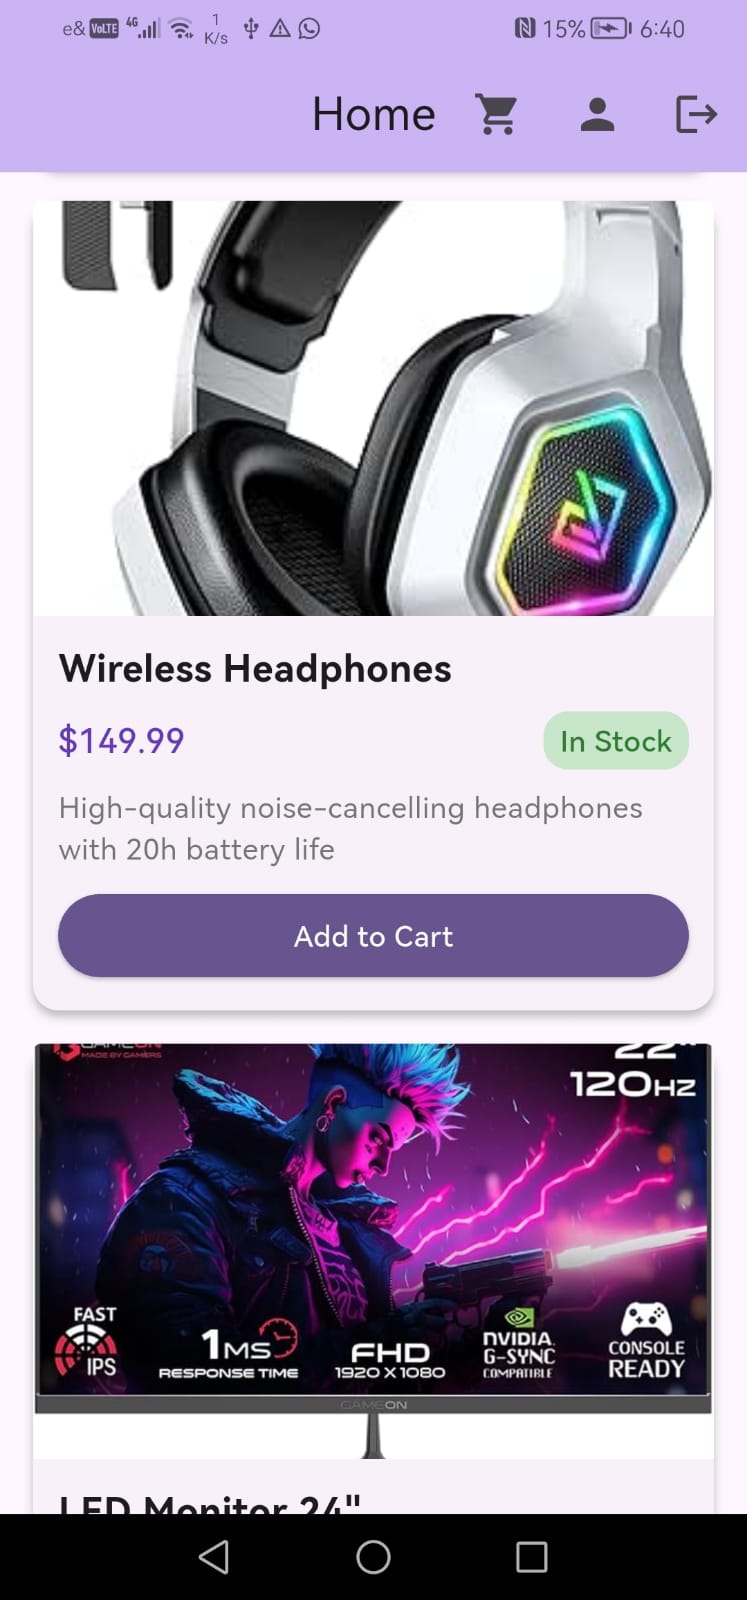 e& VoLTE 4G 1 K/s 15% 6:40
Home
Wireless Headphones
$149.99
In Stock
High-quality noise-cancelling headphones
with 20h battery life
Add to Cart
GAMEON
MADE BY GAMERS
22"
120HZ
FAST
IPS
1MS
RESPONSE TIME
FHD
1920 X 1080
NVIDIA.
G-SYNC
COMPATIBLE
CONSOLE
READY
GAMEON
LED Monitor 24"